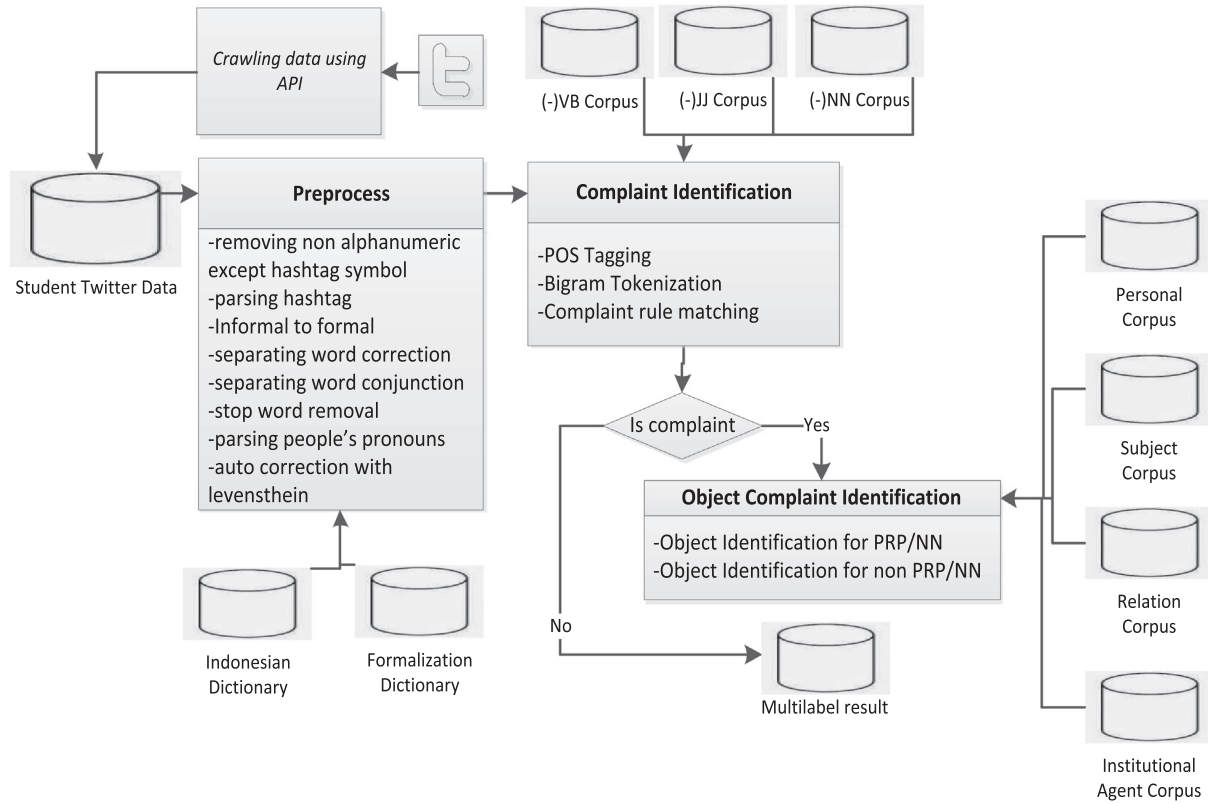 Crawling data using
API
(-)VB Corpus
(-)JJ Corpus
(-)NN Corpus
Student Twitter Data
Preprocess
-removing non alphanumeric
except hashtag symbol
-parsing hashtag
-Informal to formal
-separating word correction
-separating word conjunction
-stop word removal
-parsing people’s pronouns
-auto correction with
levensthein
Complaint Identification
-POS Tagging
-Bigram Tokenization
-Complaint rule matching
Is complaint
Yes
No
Object Complaint Identification
-Object Identification for PRP/NN
-Object Identification for non PRP/NN
Personal
Corpus
Subject
Corpus
Relation
Corpus
Institutional
Agent Corpus
Indonesian
Dictionary
Formalization
Dictionary
Multilabel result